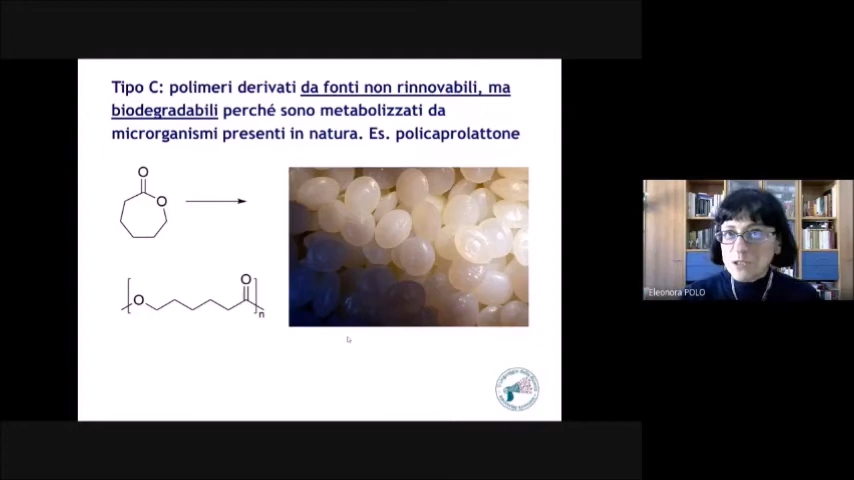 Tipo C: polimeri derivati da fonti non rinnovabili, ma
biodegradabili perché sono metabolizzati da
microrganismi presenti in natura. Es. policaprolattone
O
O
O
O
n
Eleonora POLO